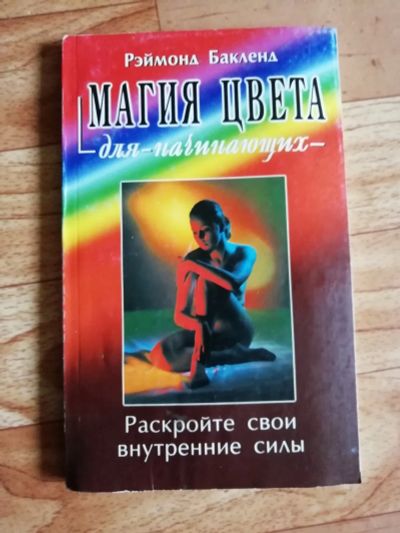 Рэймонд Бакленд
МАГИЯ ЦВЕТА
для-начинающих-
Раскройте свои
внутренние силы